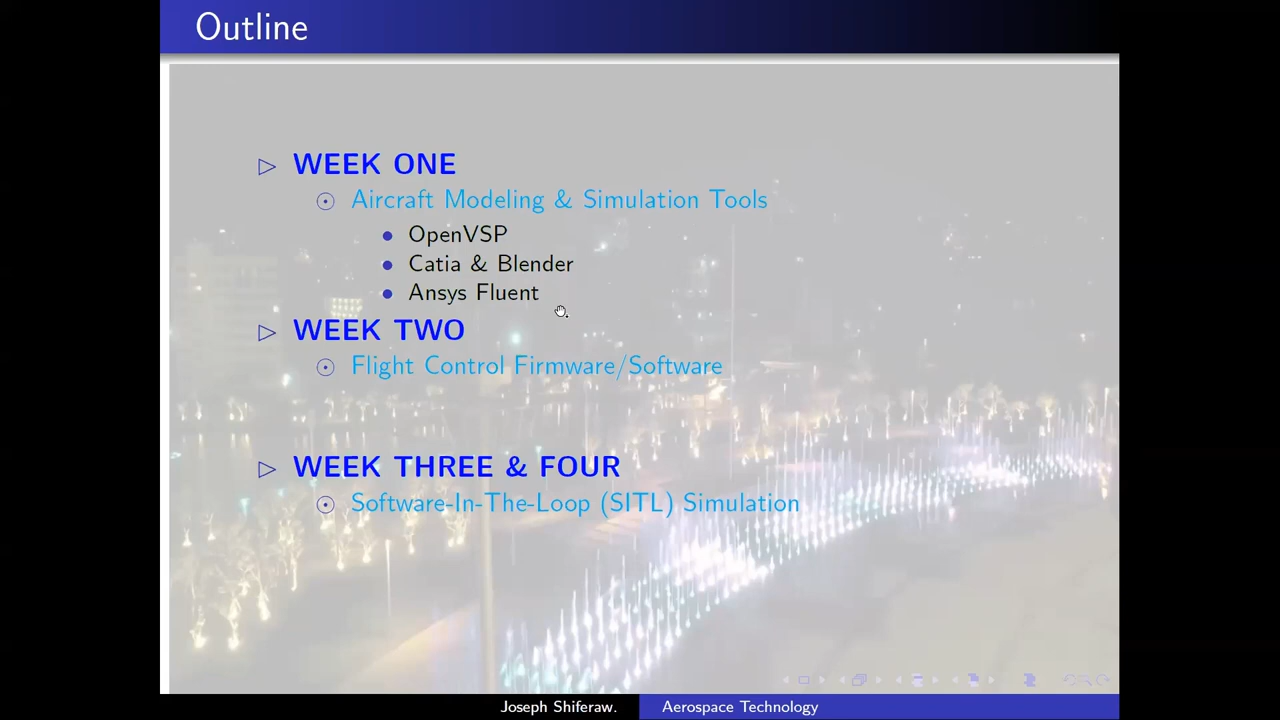 Outline
WEEK ONE
Aircraft Modeling & Simulation Tools
OpenVSP
Catia & Blender
Ansys Fluent
WEEK TWO
Flight Control Firmware/Software
WEEK THREE & FOUR
Software-In-The-Loop (SITL) Simulation
Joseph Shiferaw.
Aerospace Technology